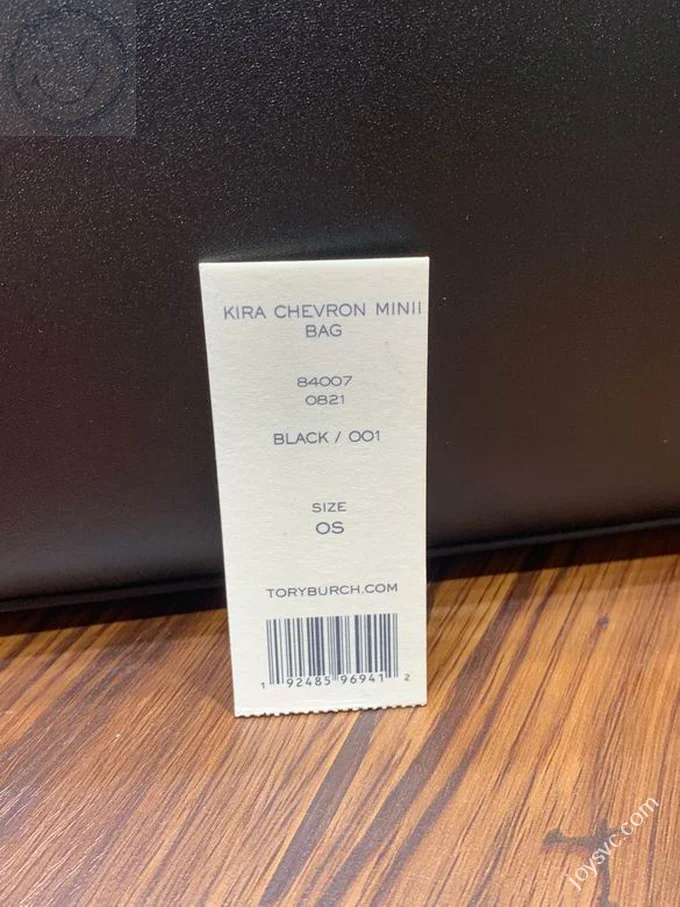 KIRA CHEVRON MINII
BAG
84007
0821
BLACK / 001
SIZE
OS
TORYBURCH.COM
1 92485 96941 2
joysvc.com